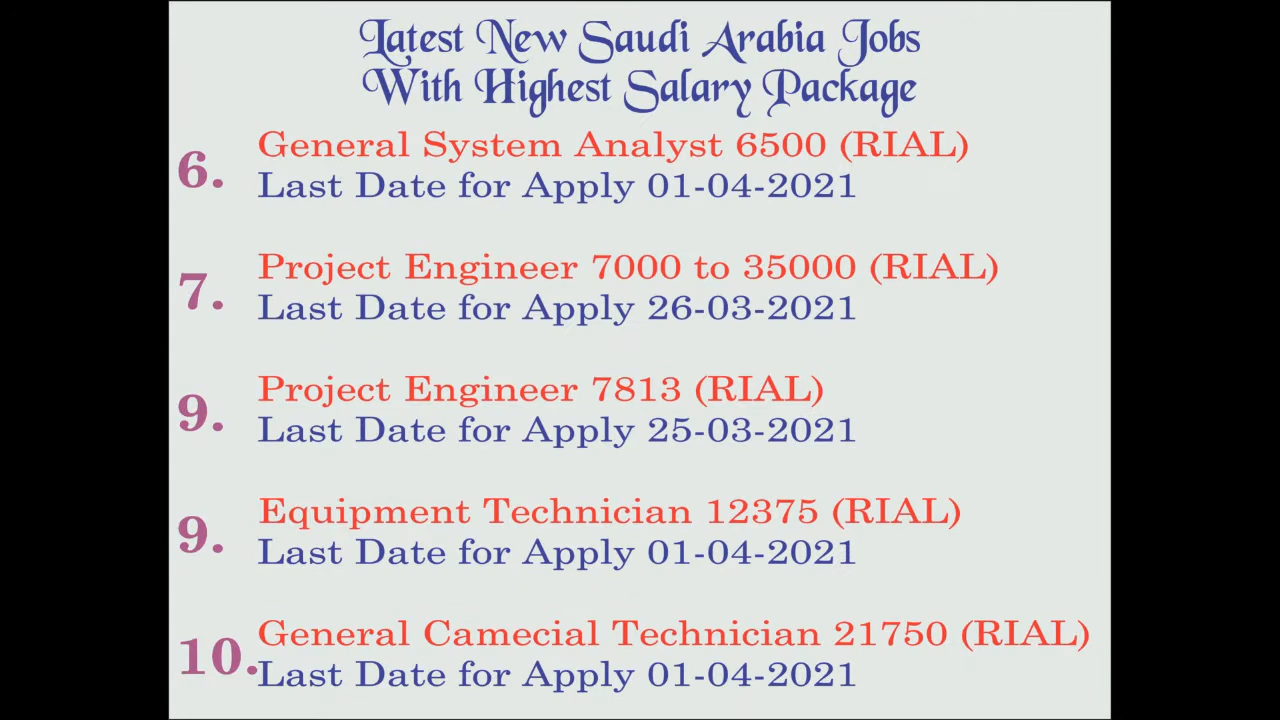 Latest New Saudi Arabia Jobs
With Highest Salary Package
6. General System Analyst 6500 (RIAL)
Last Date for Apply 01-04-2021
7. Project Engineer 7000 to 35000 (RIAL)
Last Date for Apply 26-03-2021
9. Project Engineer 7813 (RIAL)
Last Date for Apply 25-03-2021
9. Equipment Technician 12375 (RIAL)
Last Date for Apply 01-04-2021
10. General Camecial Technician 21750 (RIAL)
Last Date for Apply 01-04-2021